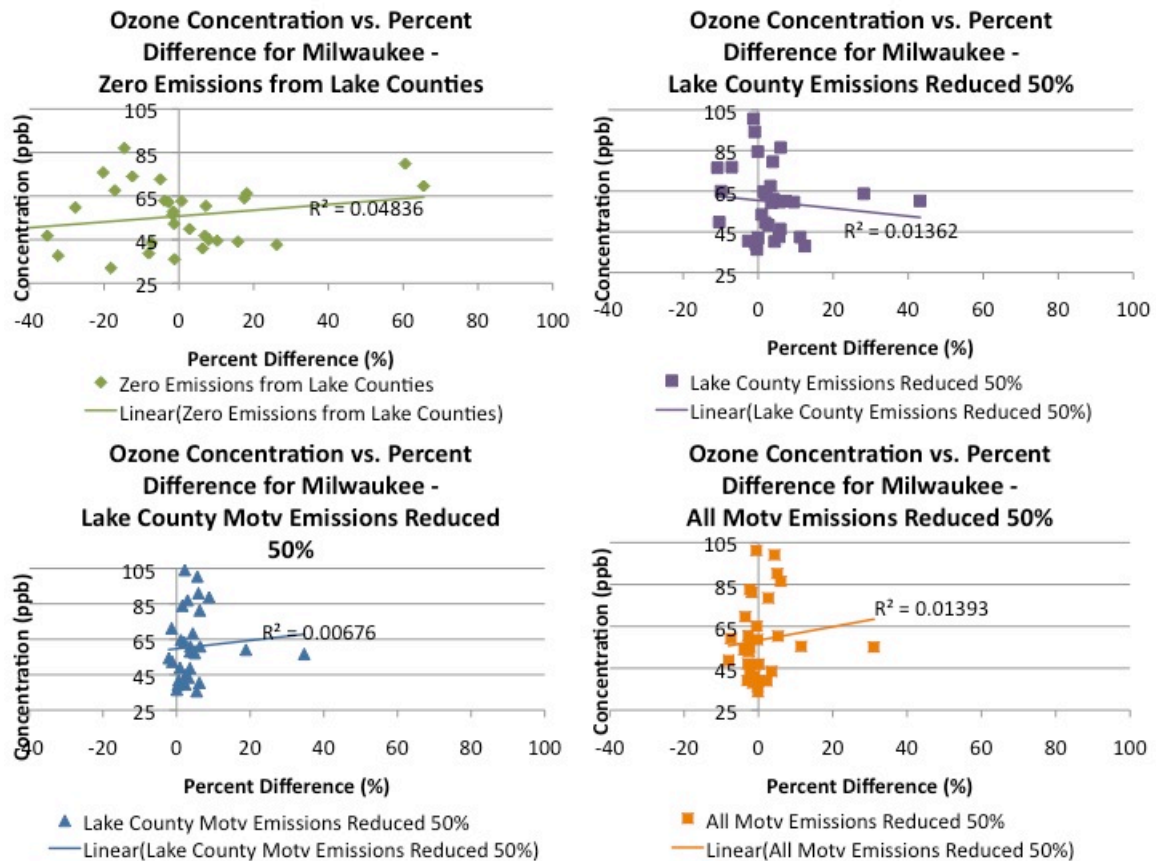 Ozone Concentration vs. Percent
Difference for Milwaukee -
Zero Emissions from Lake Counties
Concentration (ppb)
105
85
65
45
25
R² = 0.04836
-40 -20 0 20 40 60 80 100
Percent Difference (%)
Zero Emissions from Lake Counties
Linear(Zero Emissions from Lake Counties)
Ozone Concentration vs. Percent
Difference for Milwaukee -
Lake County Emissions Reduced 50%
Concentration (ppb)
105
85
65
45
25
R² = 0.01362
-40 -20 0 20 40 60 80 100
Percent Difference (%)
Lake County Emissions Reduced 50%
Linear(Lake County Emissions Reduced 50%)
Ozone Concentration vs. Percent
Difference for Milwaukee -
Lake County Motv Emissions Reduced
50%
Concentration (ppb)
105
85
65
45
25
R² = 0.00676
-40 -20 0 20 40 60 80 100
Percent Difference (%)
Lake County Motv Emissions Reduced 50%
Linear(Lake County Motv Emissions Reduced 50%)
Ozone Concentration vs. Percent
Difference for Milwaukee -
All Motv Emissions Reduced 50%
Concentration (ppb)
105
85
65
45
25
R² = 0.01393
-40 -20 0 20 40 60 80 100
Percent Difference (%)
All Motv Emissions Reduced 50%
Linear(All Motv Emissions Reduced 50%)